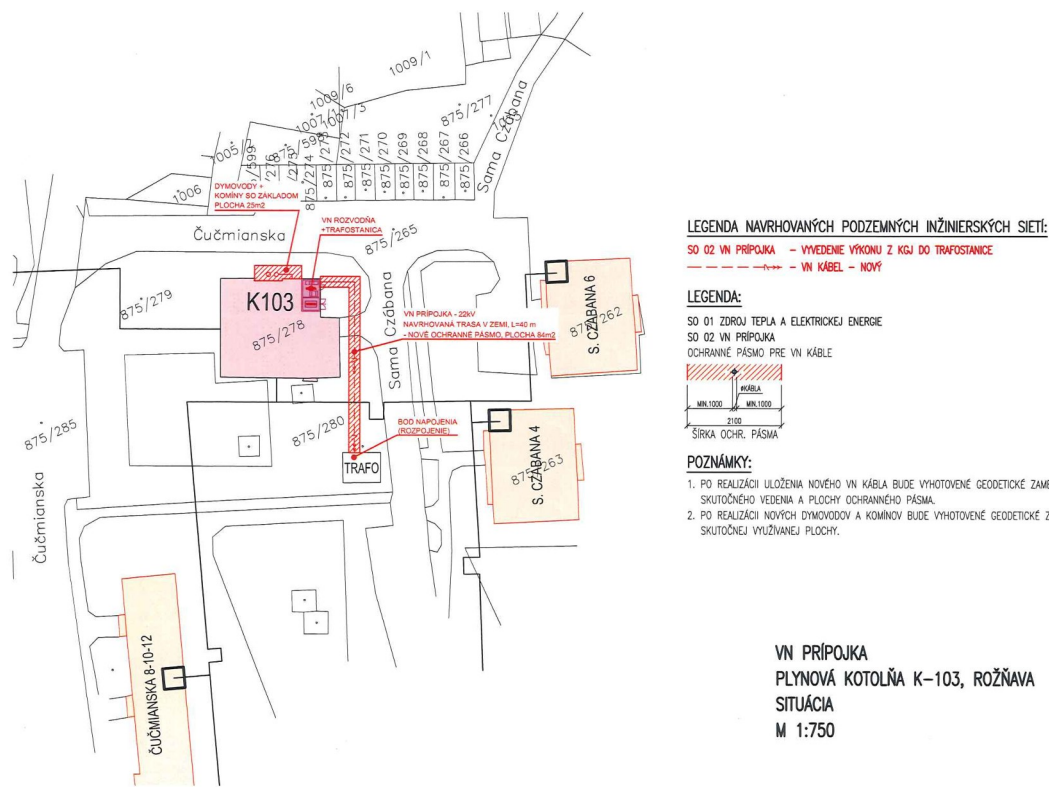 1009/1
1009/6
1007/1
1007/3
875/277
1005/
875/599
875/598
276
275
875/274
875/273
875/272
875/271
875/270
875/269
875/268
875/267
875/266
Sama Czábana
1006
DYMOVODY +
KOMÍNY SO ZÁKLADOM
PLOCHA 25m2
VN ROZVODŇA
+TRAFOSTANICA
Čučmianska
875/265
875/279
K103
875/278
VN PRÍPOJKA - 22kV
NAVRHOVANÁ TRASA V ZEMI, L=40 m
- NOVÉ OCHRANNÉ PÁSMO, PLOCHA 84m2
Sama Czábana
S. CZABANA 6
875/262
875/285
875/280
BOD NAPOJENIA
(ROZPOJENIE)
TRAFO
S. CZABANA 4
875/263
Čučmianska
ČUČMIANSKA 8-10-12
LEGENDA NAVRHOVANÝCH PODZEMNÝCH INŽINIERSKÝCH SIETÍ:
SO 02 VN PRÍPOJKA – VYVEDENIE VÝKONU Z KGJ DO TRAFOSTANICE
– VN KÁBEL – NOVÝ
LEGENDA:
SO 01 ZDROJ TEPLA A ELEKTRICKEJ ENERGIE
SO 02 VN PRÍPOJKA
OCHRANNÉ PÁSMO PRE VN KÁBLE
øKÁBLA
MIN.1000 MIN.1000
2100
ŠÍRKA OCHR. PÁSMA
POZNÁMKY:
1. PO REALIZÁCII ULOŽENIA NOVÉHO VN KÁBLA BUDE VYHOTOVENÉ GEODETICKÉ ZAME
SKUTOČNÉHO VEDENIA A PLOCHY OCHRANNÉHO PÁSMA.
2. PO REALIZÁCII NOVÝCH DYMOVODOV A KOMÍNOV BUDE VYHOTOVENÉ GEODETICKÉ Z
SKUTOČNEJ VYUŽÍVANEJ PLOCHY.
VN PRÍPOJKA
PLYNOVÁ KOTOLŇA K–103, ROŽŇAVA
SITUÁCIA
M 1:750